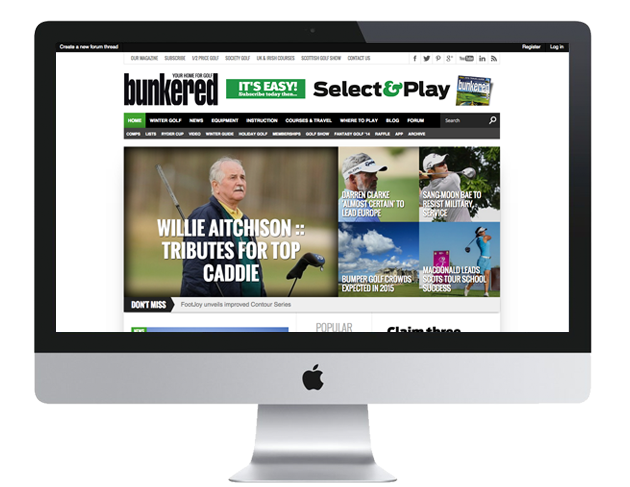 Create a new forum thread
Register Log in
OUR MAGAZINE SUBSCRIBE 1/2 PRICE GOLF SOCIETY GOLF UK & IRISH COURSES SCOTTISH GOLF SHOW CONTACT US
YOUR HOME FOR GOLF
bunkered
IT'S EASY!
Subscribe today then...
Select&Play
bunkered
HOME WINTER GOLF NEWS EQUIPMENT INSTRUCTION COURSES & TRAVEL WHERE TO PLAY BLOG FORUM
Search
COMPS LISTS RYDER CUP VIDEO WINTER GUIDE HOLIDAY GOLF MEMBERSHIPS GOLF SHOW FANTASY GOLF '14 RAFFLE APP ARCHIVE
WILLIE AITCHISON ::
TRIBUTES FOR TOP
CADDIE
DARREN CLARKE
'ALMOST CERTAIN' TO
LEAD EUROPE
SANG-MOON BAE TO
RESIST MILITARY
SERVICE
BUMPER GOLF CROWDS
EXPECTED IN 2015
MACDONALD LEADS
SCOTS TOUR SCHOOL
SUCCESS
DON'T MISS
FootJoy unveils improved Contour Series
NEWS
POPULAR
Claim three